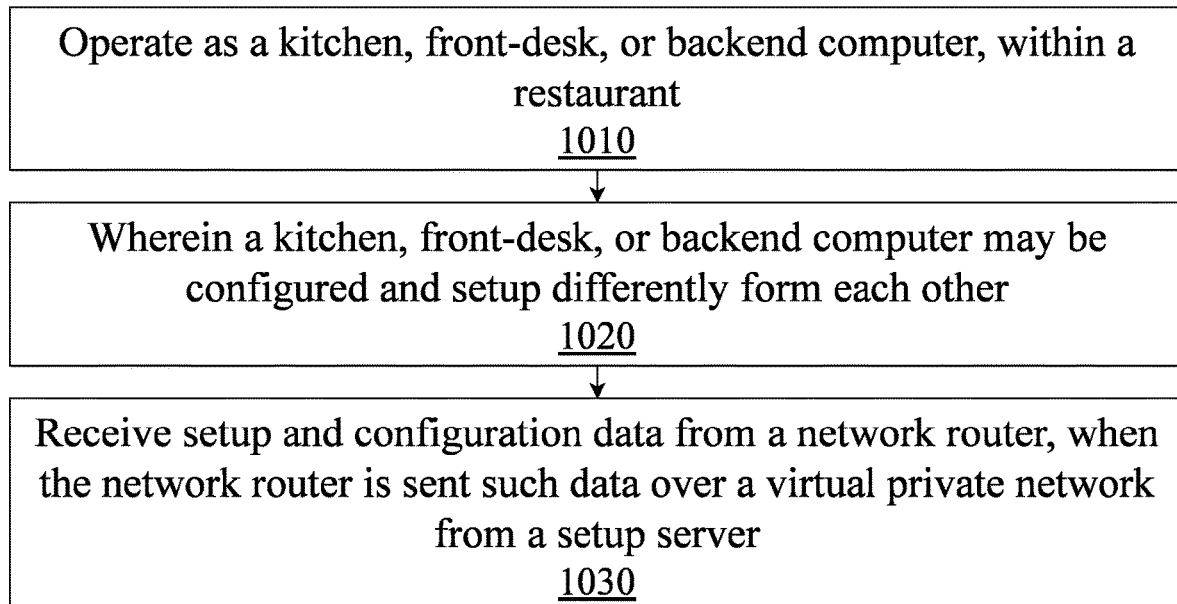 Operate as a kitchen, front-desk, or backend computer, within a
restaurant
1010
Wherein a kitchen, front-desk, or backend computer may be
configured and setup differently form each other
1020
Receive setup and configuration data from a network router, when
the network router is sent such data over a virtual private network
from a setup server
1030